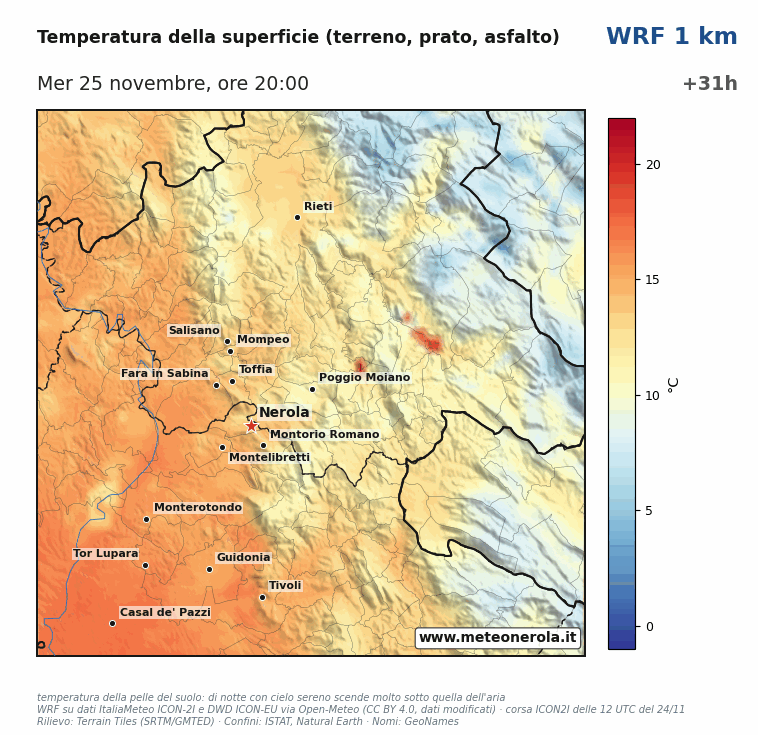 Temperatura della superficie (terreno, prato, asfalto)
WRF 1 km
Mer 25 novembre, ore 20:00
+31h
Rieti
Salisano
Mompeo
Fara in Sabina
Toffia
Poggio Moiano
Nerola
Montorio Romano
Montelibretti
Monterotondo
Tor Lupara
Guidonia
Tivoli
Casal de' Pazzi
www.meteonerola.it
20
15
10
5
0
°C
temperatura della pelle del suolo: di notte con cielo sereno scende molto sotto quella dell'aria
WRF su dati ItaliaMeteo ICON-2I e DWD ICON-EU via Open-Meteo (CC BY 4.0, dati modificati) · corsa ICON2I delle 12 UTC del 24/11
Rilievo: Terrain Tiles (SRTM/GMTED) · Confini: ISTAT, Natural Earth · Nomi: GeoNames